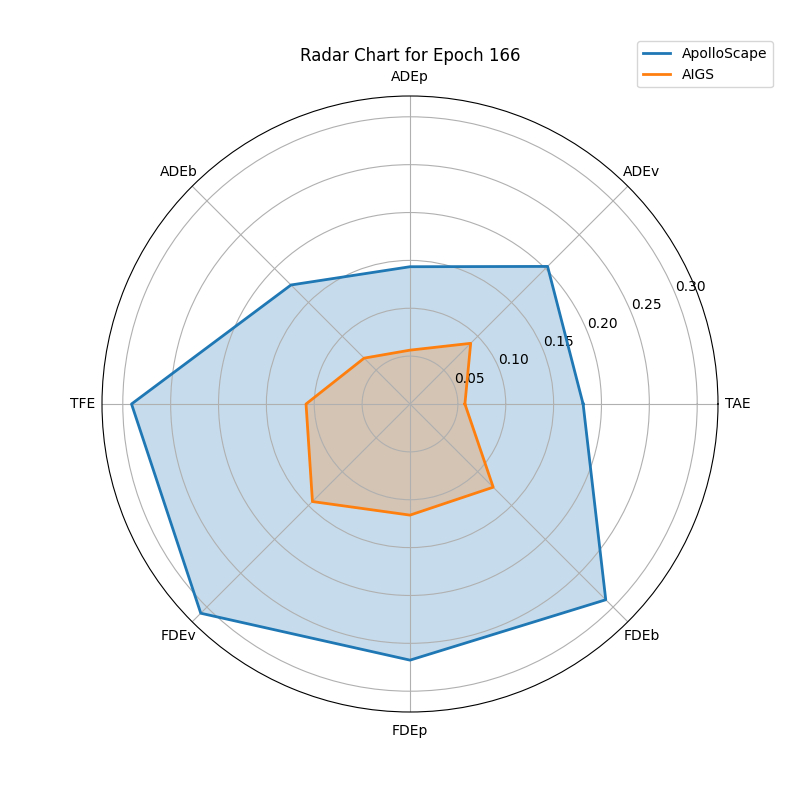 Radar Chart for Epoch 166
ApolloScape
AIGS
ADEp
ADEb
ADEv
0.30
0.25
0.20
0.15
0.10
0.05
TFE
TAE
FDEv
FDEb
FDEp